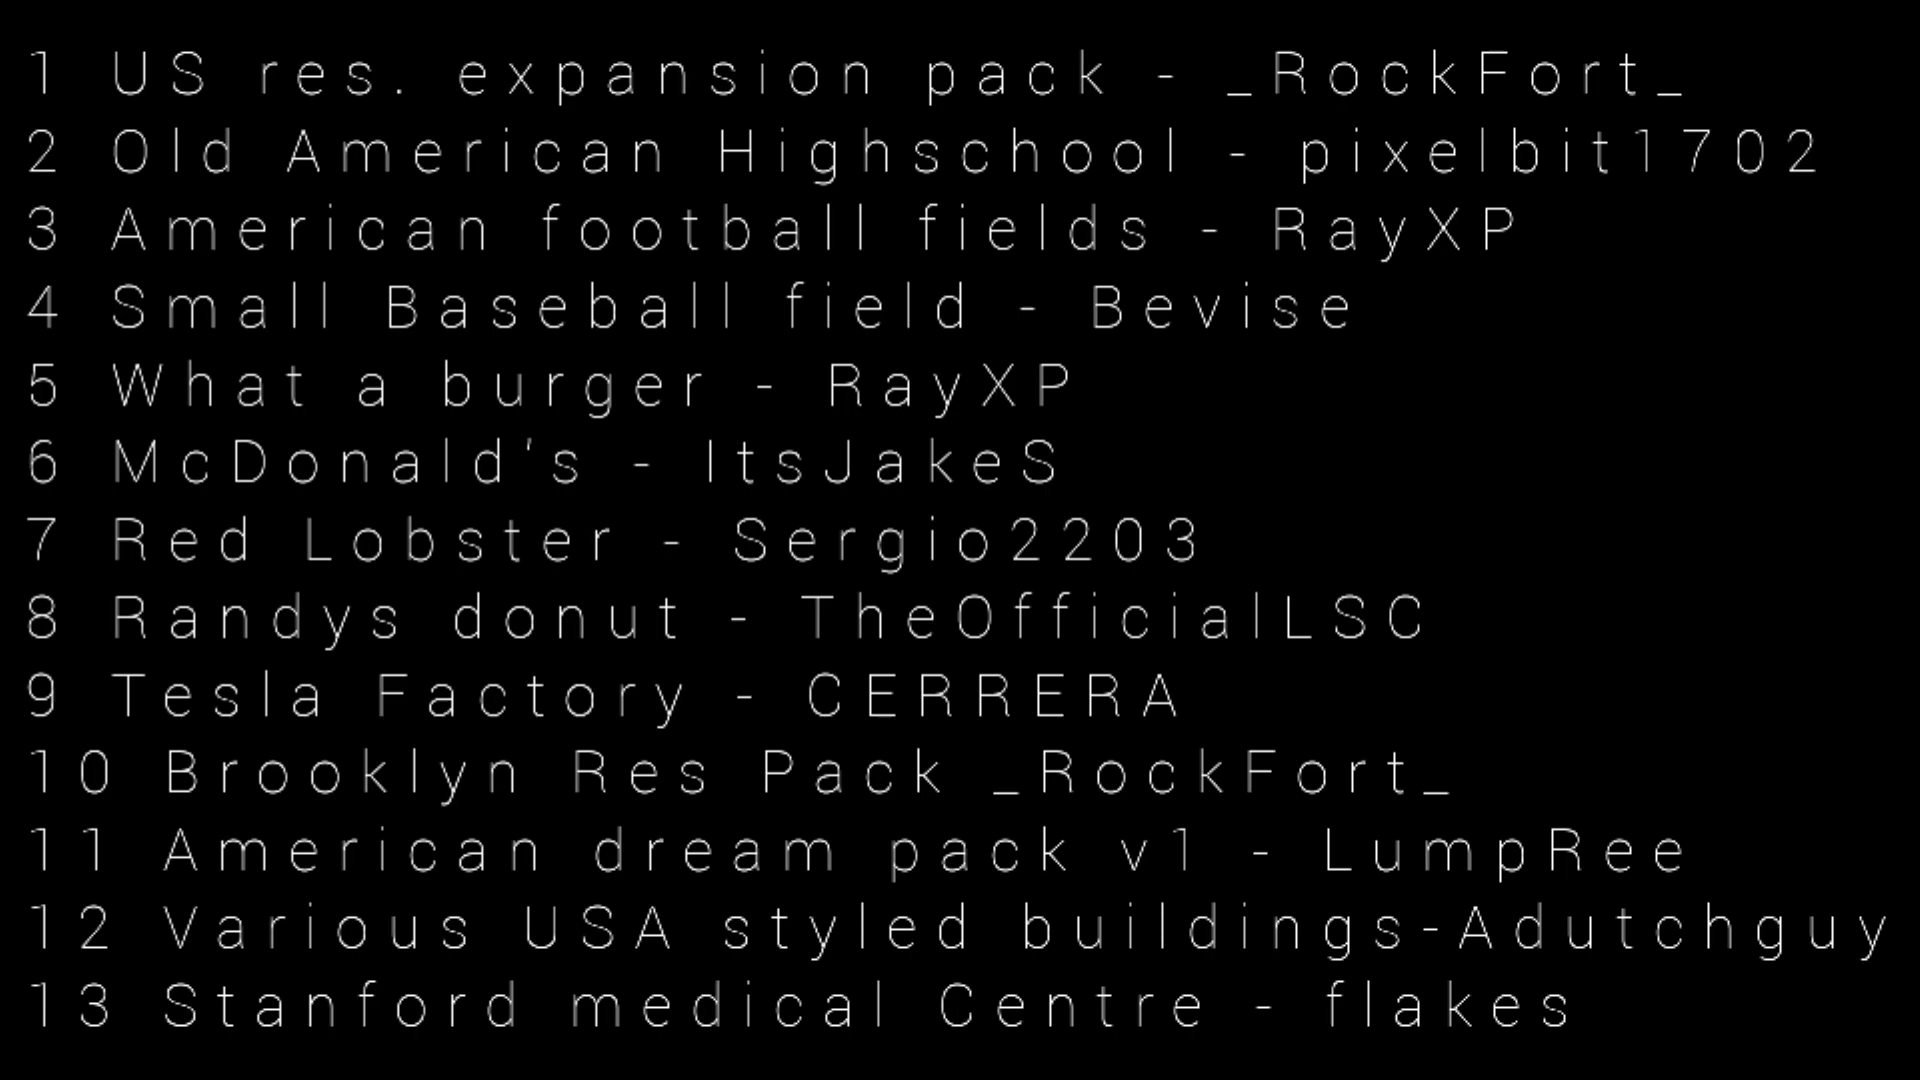 1 US res. expansion pack - _RockFort_
2 Old American Highschool - pixelbit1702
3 American football fields - RayXP
4 Small Baseball field - Bevise
5 What a burger - RayXP
6 McDonald's - ItsJakeS
7 Red Lobster - Sergio2203
8 Randys donut - TheOfficialLSC
9 Tesla Factory - CERRERA
10 Brooklyn Res Pack _RockFort_
11 American dream pack v1 - LumpRee
12 Various USA styled buildings-Adutchguy
13 Stanford medical Centre - flakes